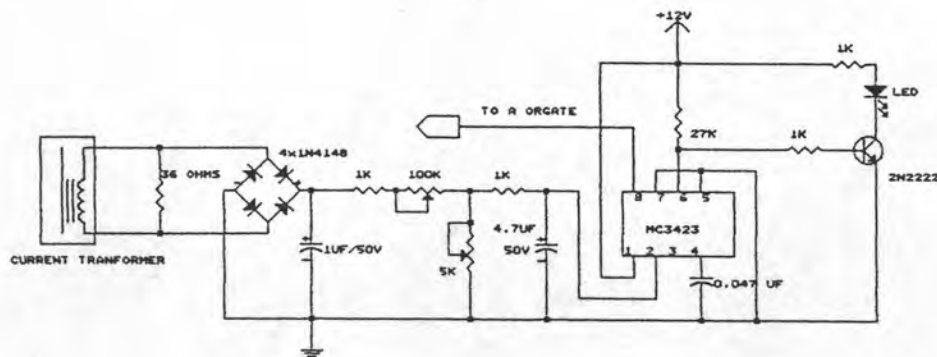 +12V
1K
LED
TO A ORGATE
4x1N4148
27K
1K
36 OHMS
1K
100K
1K
2N2222
8 7 6 5
MC3423
4.7UF
50V
1UF/50V
1 2 3 4
CURRENT TRANFORMER
5K
0.047 UF